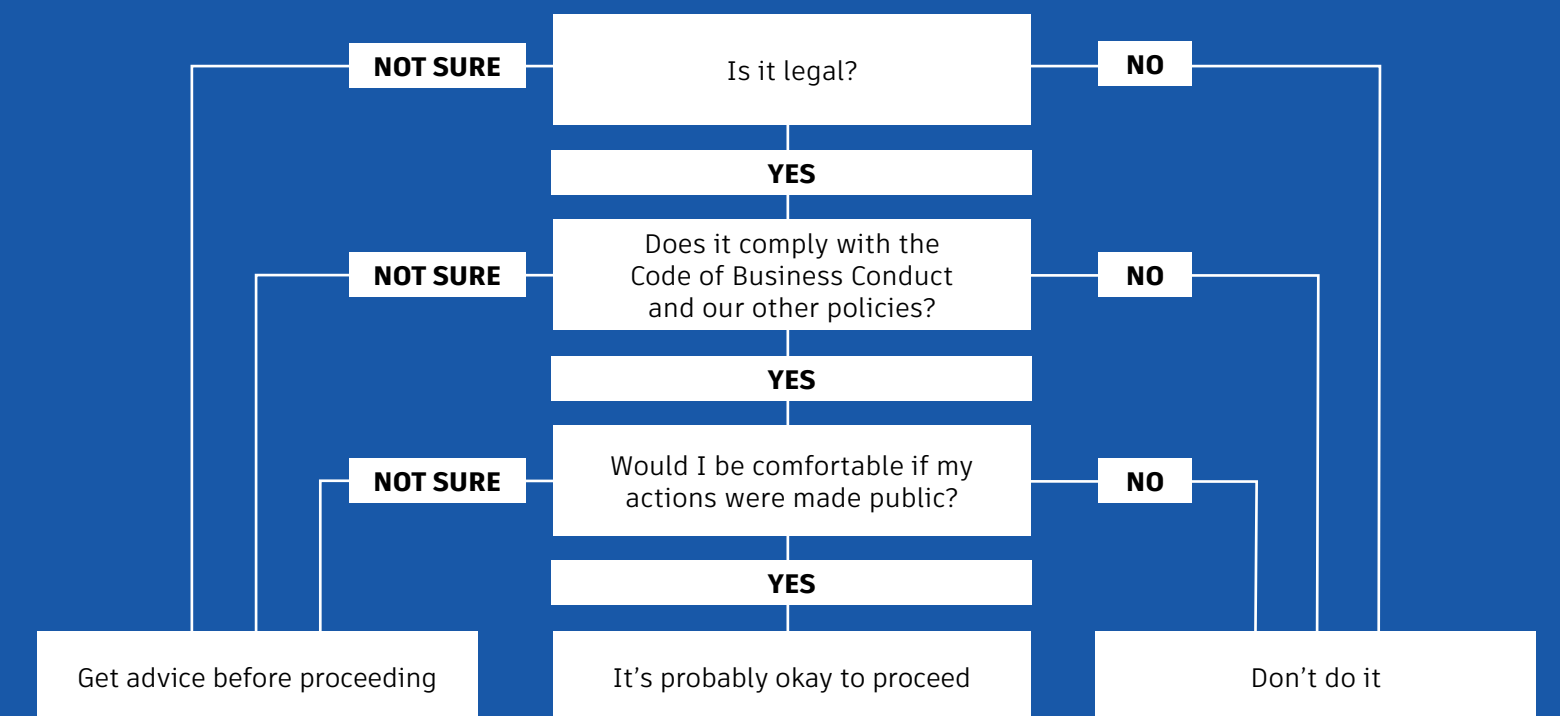 NOT SURE
Is it legal?
NO
YES
NOT SURE
Does it comply with the
Code of Business Conduct
and our other policies?
NO
YES
NOT SURE
Would I be comfortable if my
actions were made public?
NO
YES
Get advice before proceeding
It’s probably okay to proceed
Don’t do it